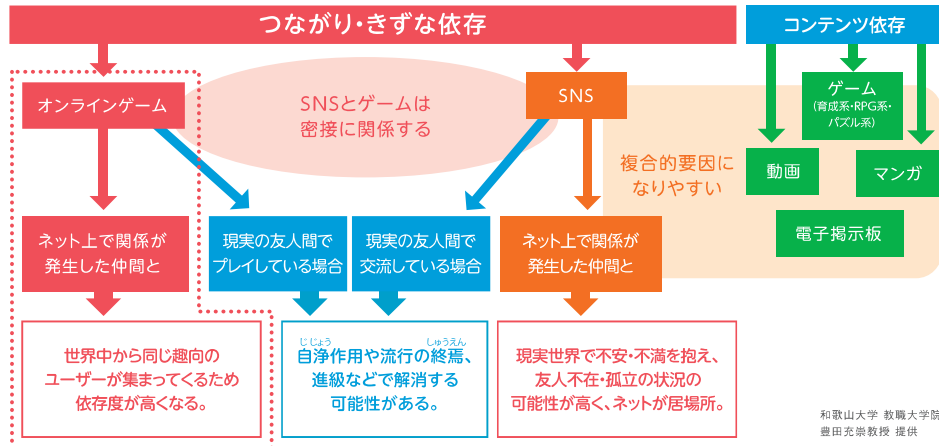 つながり・きずな依存
コンテンツ依存
オンラインゲーム
SNSとゲームは
密接に関係する
SNS
ゲーム
(育成系・RPG系・
パズル系)
動画
マンガ
電子掲示板
複合的要因に
なりやすい
ネット上で関係が
発生した仲間と
現実の友人間で
プレイしている場合
現実の友人間で
交流している場合
ネット上で関係が
発生した仲間と
世界中から同じ趣向の
ユーザーが集まってくるため
依存度が高くなる。
じじょう しゅうえん
自浄作用や流行の終焉、
進級などで解消する
可能性がある。
現実世界で不安・不満を抱え、
友人不在・孤立の状況の
可能性が高く、ネットが居場所。
和歌山大学 教職大学院
豊田充崇教授 提供